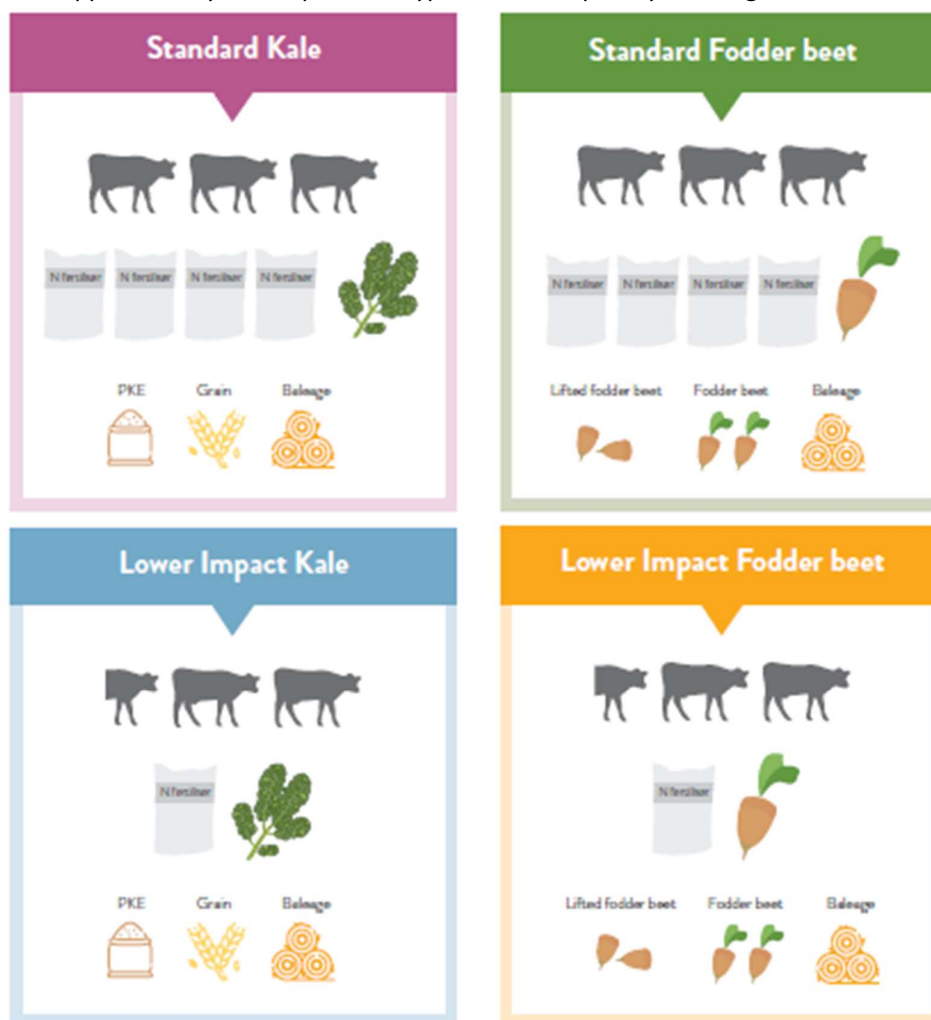 Standard Kale
Standard Fodder beet
N fertiliser N fertiliser N fertiliser N fertiliser
N fertiliser N fertiliser N fertiliser N fertiliser
PKE Grain Baleage
Lifted fodder beet Fodder beet Baleage
Lower Impact Kale
Lower Impact Fodder beet
N fertiliser
N fertiliser
PKE Grain Baleage
Lifted fodder beet Fodder beet Baleage